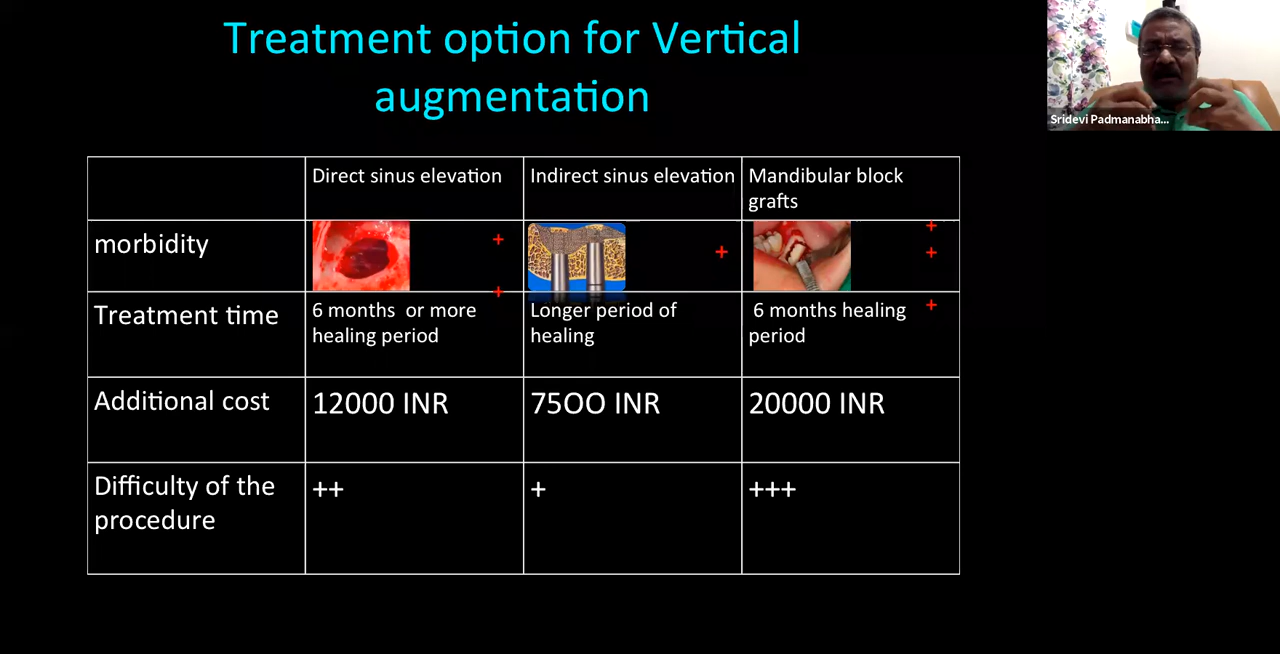 Treatment option for Vertical
augmentation
Sridevi Padmanabha...
Direct sinus elevation
Indirect sinus elevation
Mandibular block
grafts
morbidity
+
+
+
+
+
+
Treatment time
6 months or more
healing period
Longer period of
healing
6 months healing
period
Additional cost
12000 INR
75OO INR
20000 INR
Difficulty of the
procedure
++
+
+++